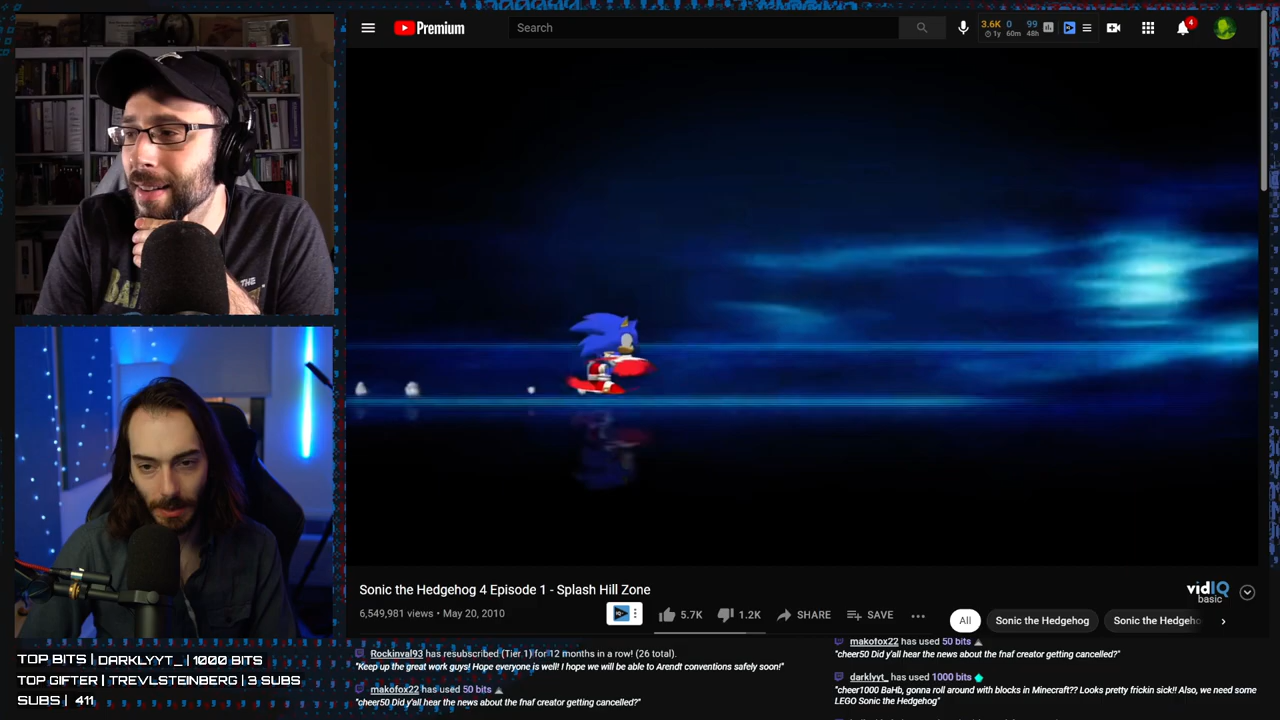 Premium
Search
3.6K 0 99
1y 60m 48h
4
THE
Sonic the Hedgehog 4 Episode 1 - Splash Hill Zone
6,549,981 views • May 20, 2010
5.7K 1.2K SHARE SAVE
vidIQ
basic
All Sonic the Hedgehog Sonic the Hedgeho
TOP BITS | DARKLYYT_ | 1000 BITS
TOP GIFTER | TREVLSTEINBERG | 3 SUBS
SUBS | 411
Rockinval93 has resubscribed (Tier 1) for 12 months in a row! (26 total).
"Keep up the great work guys! Hope everyone is well! I hope we will be able to Arendt conventions safely soon!"
makofox22 has used 50 bits
"cheer50 Did y'all hear the news about the fnaf creator getting cancelled?"
makofox22 has used 50 bits
"cheer50 Did y'all hear the news about the fnaf creator getting cancelled?"
darklyyt_ has used 1000 bits
"cheer1000 BaHb, gonna roll around with blocks in Minecraft?? Looks pretty frickin sick!! Also, we need some
LEGO Sonic the Hedgehog"